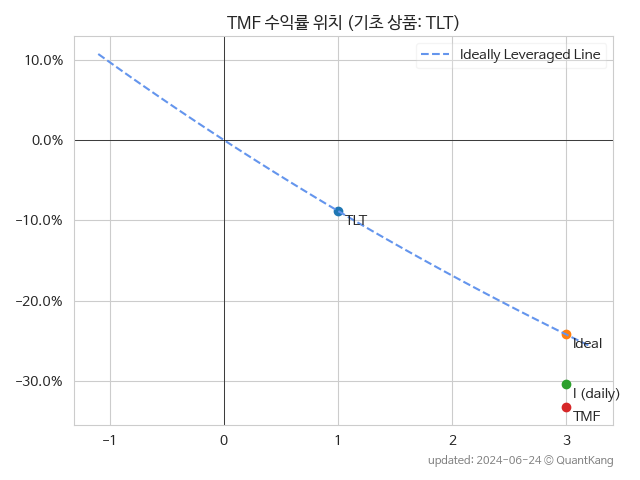 TMF 수익률 위치 (기초 상품: TLT)
Ideally Leveraged Line
10.0%
0.0%
−10.0%
−20.0%
−30.0%
TLT
Ideal
I (daily)
TMF
−1
0
1
2
3
updated: 2024-06-24 © QuantKang